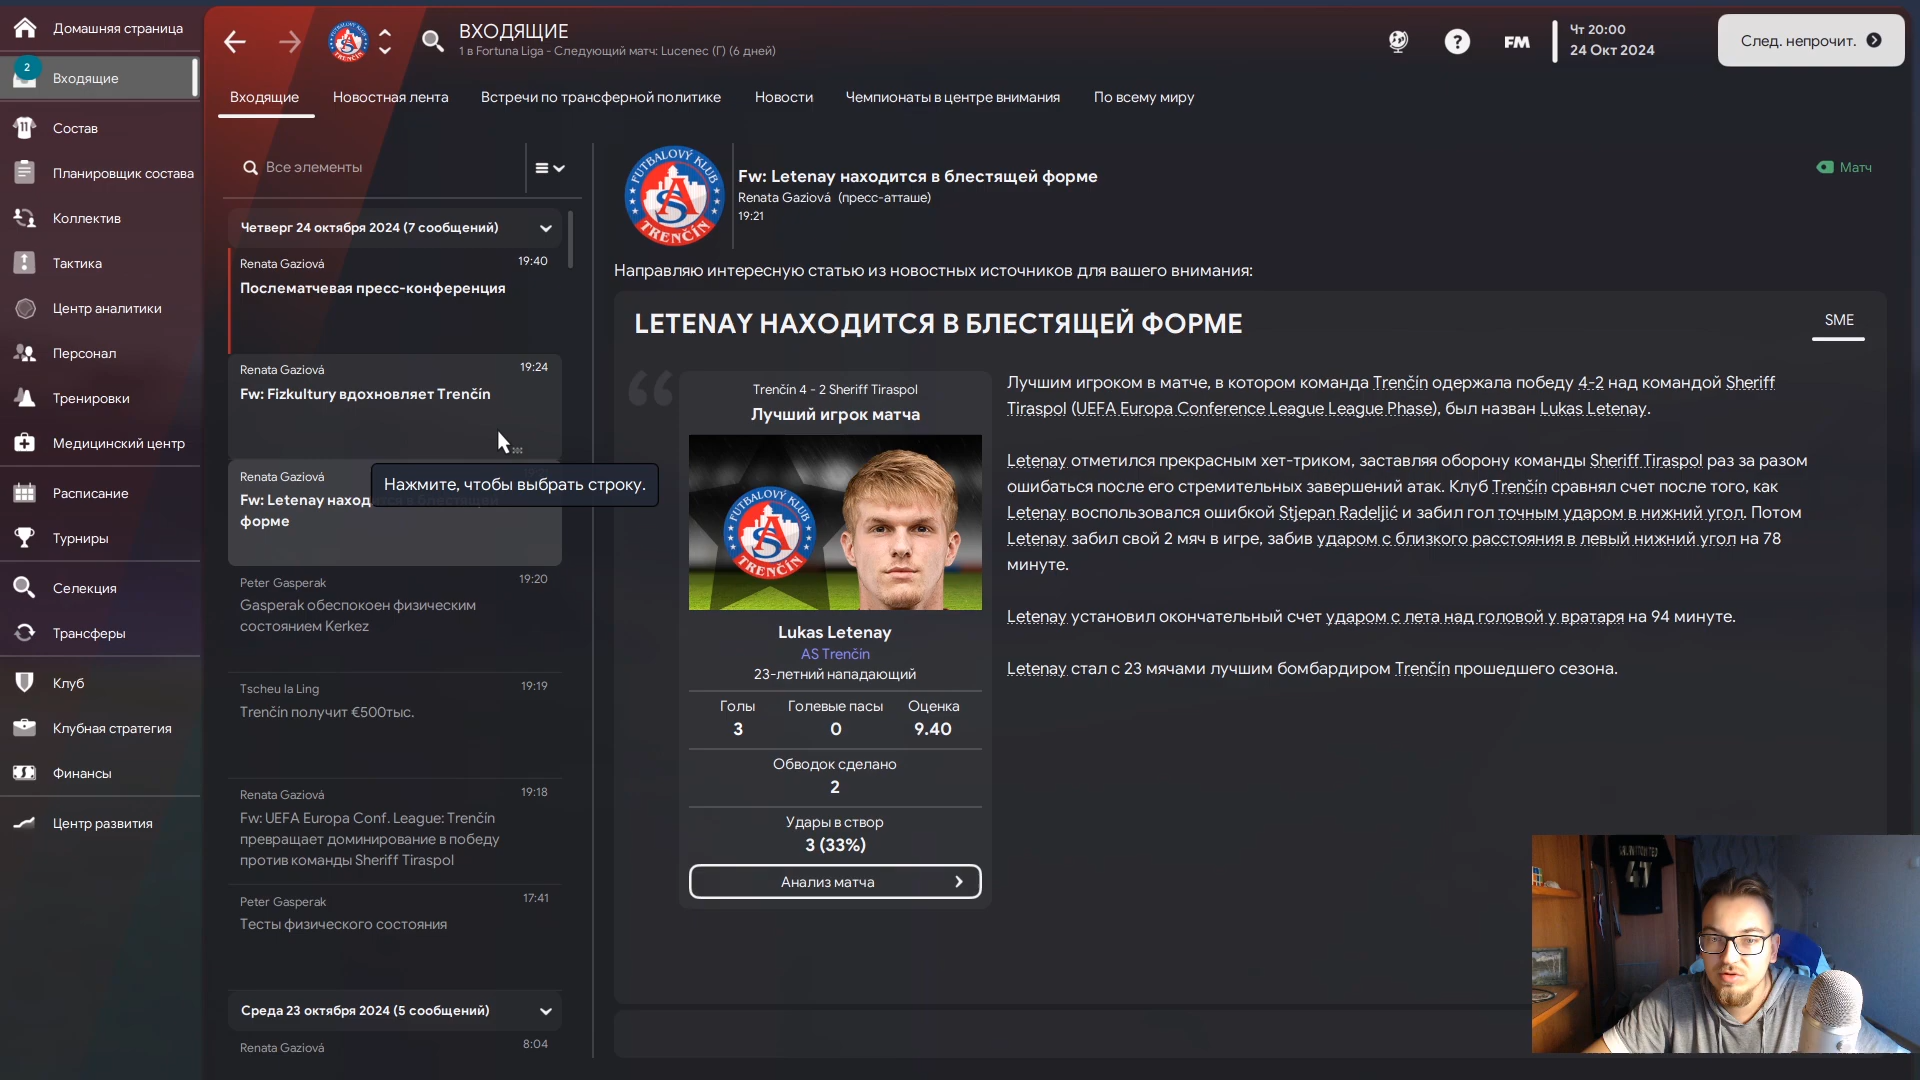 Домашняя страница
2
Входящие
Состав
Планировщик состава
Коллектив
Тактика
Центр аналитики
Персонал
Тренировки
Медицинский центр
Расписание
Турниры
Селекция
Трансферы
Клуб
Клубная стратегия
Финансы
Центр развития
ВХОДЯЩИЕ
1 в Fortuna Liga - Следующий матч: Lucenec (Г) (6 дней)
?
FM
Чт 20:00
24 Окт 2024
След. непрочит.
Входящие
Новостная лента
Встречи по трансферной политике
Новости
Чемпионаты в центре внимания
По всему миру
Все элементы
Четверг 24 октября 2024 (7 сообщений)
Renata Gaziová 19:40
Послематчевая пресс-конференция
Renata Gaziová 19:24
Fw: Fizkultury вдохновляет Trenčín
Renata Gaziová
Fw: Letenay наход
форме
Нажмите, чтобы выбрать строку.
Peter Gasperak 19:20
Gasperak обеспокоен физическим
состоянием Kerkez
Tscheu la Ling 19:19
Trenčín получит €500тыс.
Renata Gaziová 19:18
Fw: UEFA Europa Conf. League: Trenčín
превращает доминирование в победу
против команды Sheriff Tiraspol
Peter Gasperak 17:41
Тесты физического состояния
Среда 23 октября 2024 (5 сообщений)
Renata Gaziová 8:04
FUTBALOVÝ KLUB
AS
TRENČÍN
Fw: Letenay находится в блестящей форме
Renata Gaziová (пресс-атташе)
19:21
Матч
Направляю интересную статью из новостных источников для вашего внимания:
LETENAY НАХОДИТСЯ В БЛЕСТЯЩЕЙ ФОРМЕ
SME
Trenčín 4 - 2 Sheriff Tiraspol
Лучший игрок матча
FUTBALOVÝ KLUB
AS
TRENČÍN
Lukas Letenay
AS Trenčín
23-летний нападающий
Голы Голевые пасы Оценка
3 0 9.40
Обводок сделано
2
Удары в створ
3 (33%)
Анализ матча
Лучшим игроком в матче, в котором команда Trenčín одержала победу 4-2 над командой Sheriff
Tiraspol (UEFA Europa Conference League League Phase), был назван Lukas Letenay.
Letenay отметился прекрасным хет-триком, заставляя оборону команды Sheriff Tiraspol раз за разом
ошибаться после его стремительных завершений атак. Клуб Trenčín сравнял счет после того, как
Letenay воспользовался ошибкой Stjepan Radeljić и забил гол точным ударом в нижний угол. Потом
Letenay забил свой 2 мяч в игре, забив ударом с близкого расстояния в левый нижний угол на 78
минуте.
Letenay установил окончательный счет ударом с лета над головой у вратаря на 94 минуте.
Letenay стал с 23 мячами лучшим бомбардиром Trenčín прошедшего сезона.
47